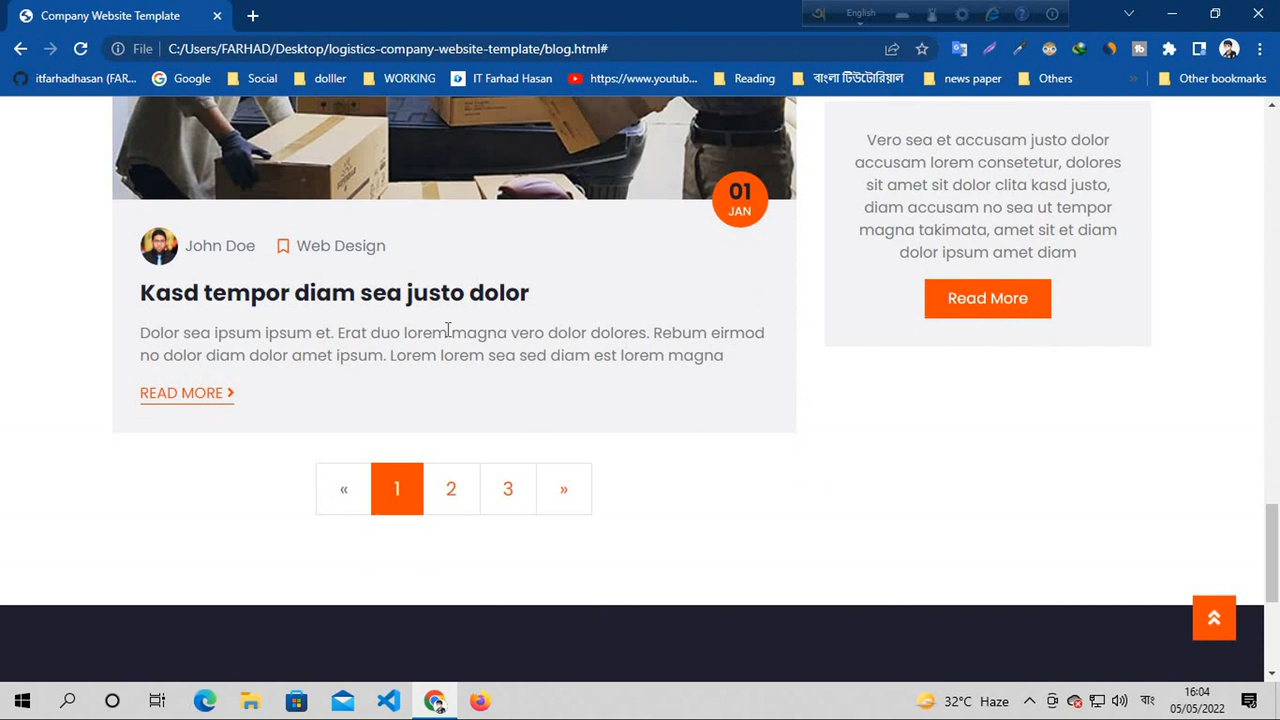 Company Website Template
English
File C:/Users/FARHAD/Desktop/logistics-company-website-template/blog.html#
itfarhadhasan (FAR... Google Social dolller WORKING IT Farhad Hasan https://www.youtub... Reading বাংলা টিউটোরিয়াল news paper Others » Other bookmarks
01
JAN
John Doe Web Design
Kasd tempor diam sea justo dolor
Dolor sea ipsum ipsum et. Erat duo lorem magna vero dolor dolores. Rebum eirmod
no dolor diam dolor amet ipsum. Lorem lorem sea sed diam est lorem magna
READ MORE
« 1 2 3 »
Vero sea et accusam justo dolor
accusam lorem consetetur, dolores
sit amet sit dolor clita kasd justo,
diam accusam no sea ut tempor
magna takimata, amet sit et diam
dolor ipsum amet diam
Read More
32°C Haze
বাং
16:04
05/05/2022